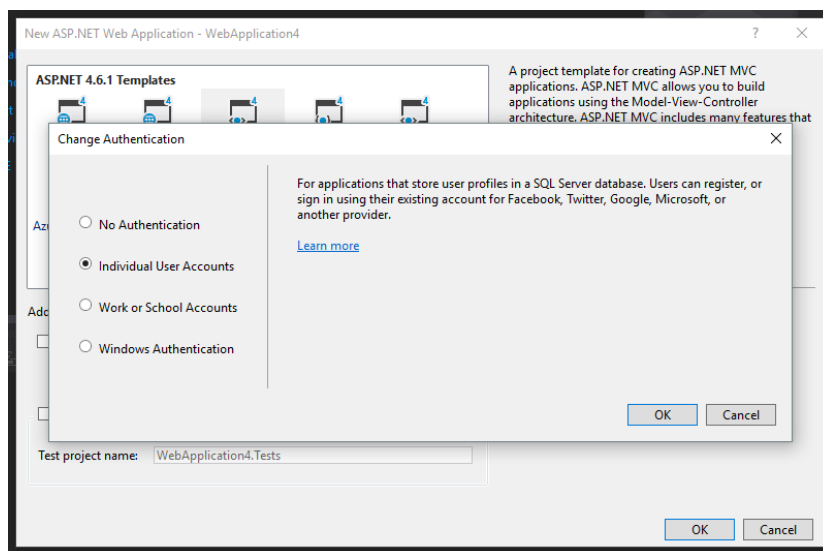 New ASP.NET Web Application - WebApplication4
ASP.NET 4.6.1 Templates
A project template for creating ASP.NET MVC
applications. ASP.NET MVC allows you to build
applications using the Model-View-Controller
architecture. ASP.NET MVC includes many features that
Change Authentication
For applications that store user profiles in a SQL Server database. Users can register, or
sign in using their existing account for Facebook, Twitter, Google, Microsoft, or
another provider.
Learn more
No Authentication
Individual User Accounts
Work or School Accounts
Windows Authentication
OK
Cancel
Test project name:
WebApplication4.Tests
OK
Cancel